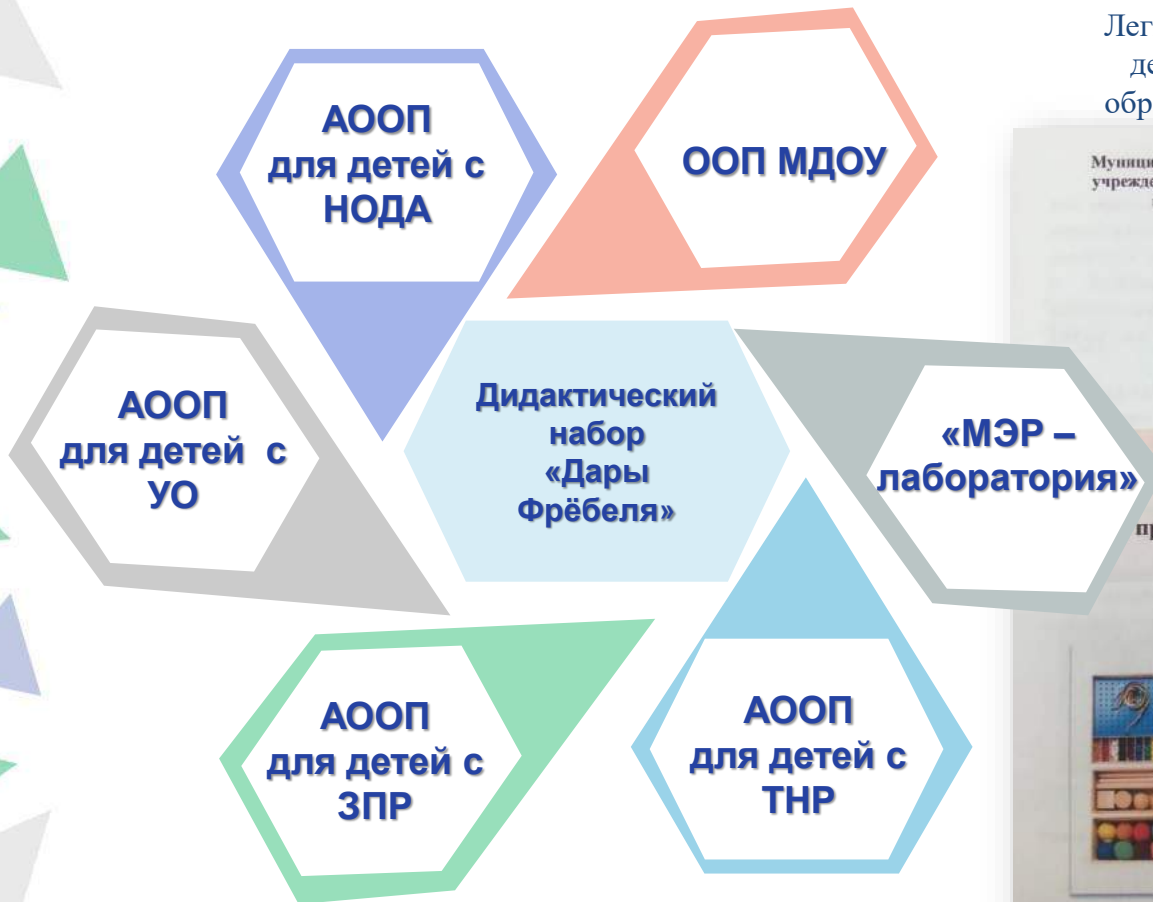 АООП
для детей с
НОДА
ООП МДОУ
АООП
для детей с
УО
Дидактический
набор
«Дары
Фрёбеля»
«МЭР –
лаборатория»
АООП
для детей с
ЗПР
АООП
для детей с
ТНР